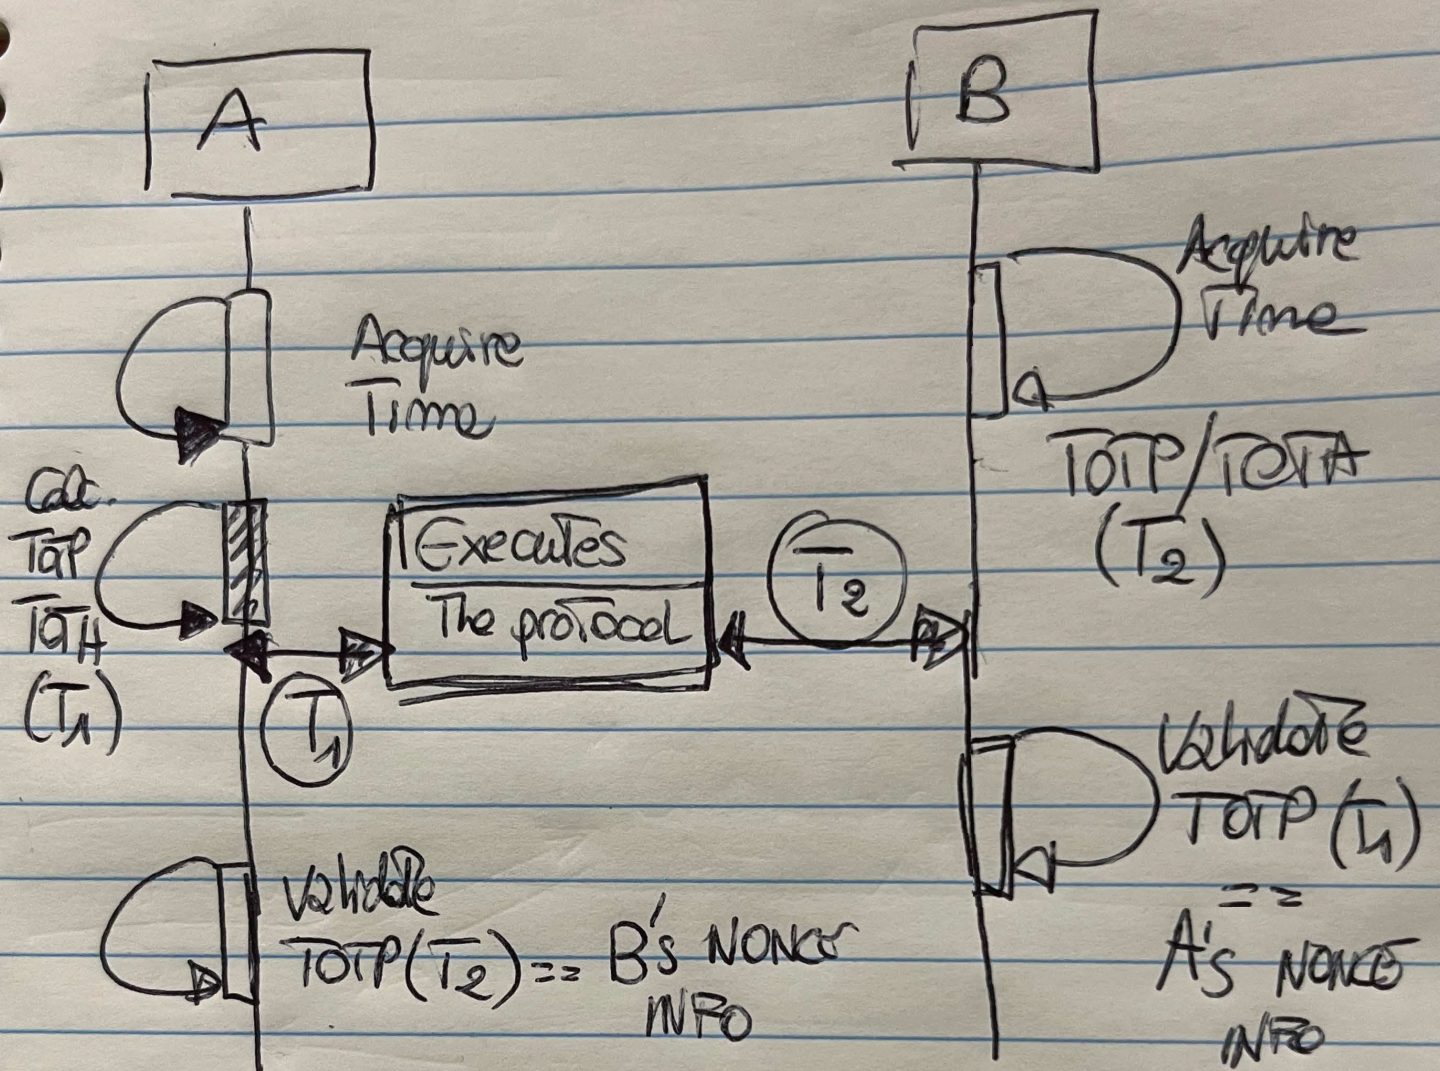 A
B
Acquire
Time
Acquire
Time
Calc.
TOTP
TOTH
(T1)
Executes
The protocol
T2
TOTP/TOTA
(T2)
T1
Validate
TOTP(T1)
==
A's NONCE
INFO
Validate
TOTP(T2) == B's NONCE
INFO